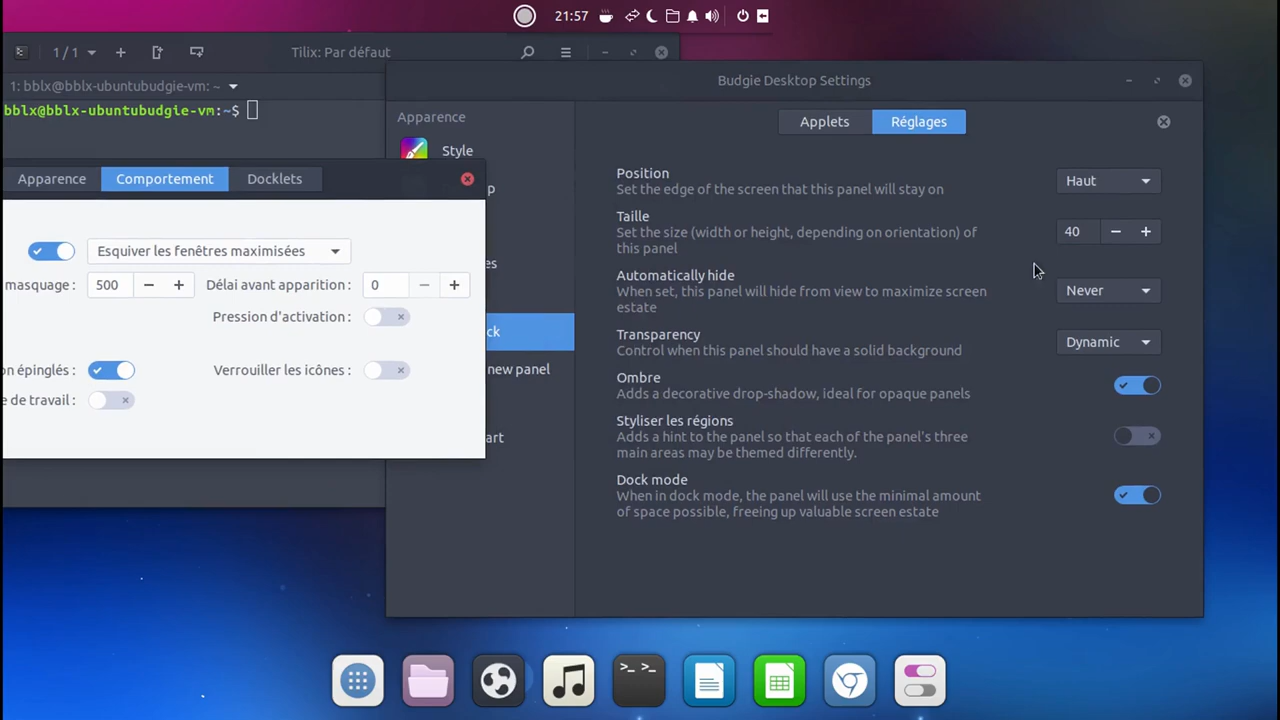 21:57
1 / 1
Tilix: Par défaut
1: bblx@bblx-ubuntubudgie-vm: ~
bblx@bblx-ubuntubudgie-vm:~$
Budgie Desktop Settings
Apparence
Style
p
es
ck
new panel
art
Applets
Réglages
Position
Set the edge of the screen that this panel will stay on
Haut
Taille
Set the size (width or height, depending on orientation) of
this panel
40
Automatically hide
When set, this panel will hide from view to maximize screen
estate
Never
Transparency
Control when this panel should have a solid background
Dynamic
Ombre
Adds a decorative drop-shadow, ideal for opaque panels
Styliser les régions
Adds a hint to the panel so that each of the panel's three
main areas may be themed differently.
Dock mode
When in dock mode, the panel will use the minimal amount
of space possible, freeing up valuable screen estate
Apparence
Comportement
Docklets
Esquiver les fenêtres maximisées
masquage :
500
Délai avant apparition :
0
Pression d'activation :
on épinglés :
Verrouiller les icônes :
e de travail :
>_ >_